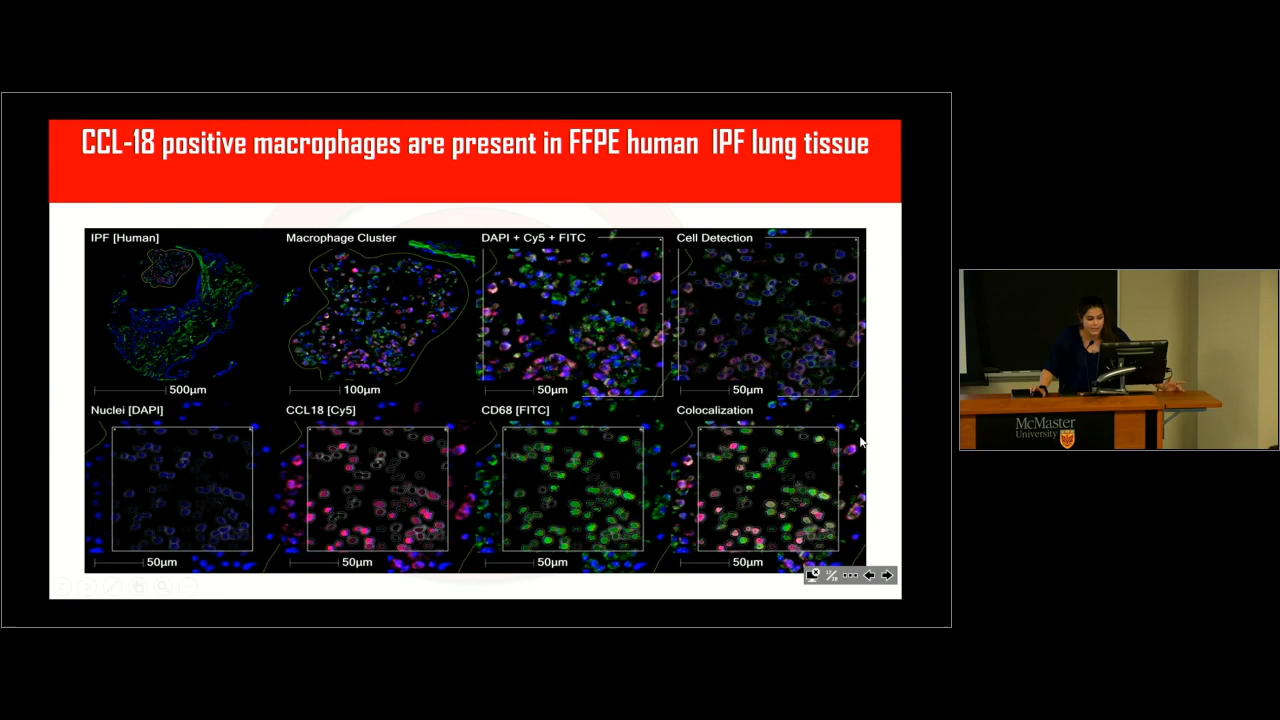 CCL-18 positive macrophages are present in FFPE human IPF lung tissue
IPF [Human]
Macrophage Cluster
DAPI + Cy5 + FITC
Cell Detection
500µm
100µm
50µm
50µm
Nuclei [DAPI]
CCL18 [Cy5]
CD68 [FITC]
Colocalization
50µm
50µm
50µm
50µm
McMaster
University